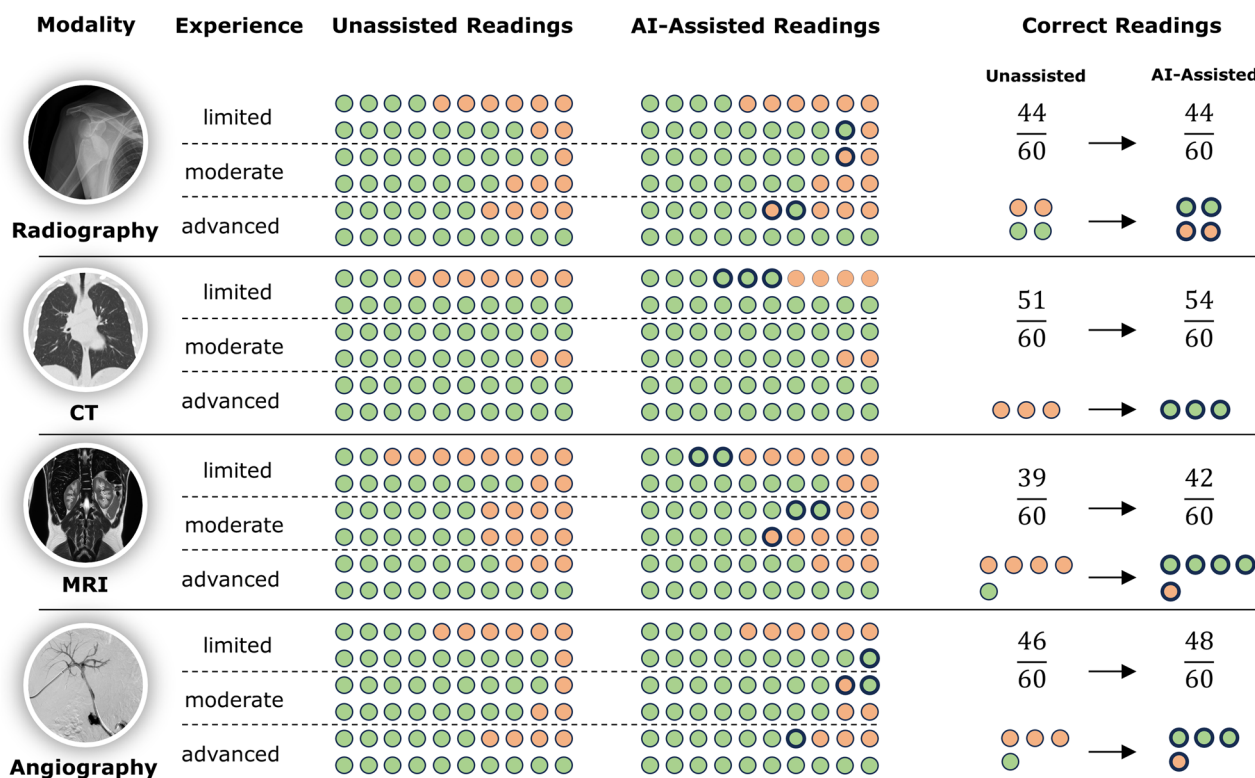 Modality Experience Unassisted Readings AI-Assisted Readings Correct Readings
Unassisted AI-Assisted
limited
moderate
advanced
Radiography
44/60 44/60
limited
moderate
advanced
CT
51/60 54/60
limited
moderate
advanced
MRI
39/60 42/60
limited
moderate
advanced
Angiography
46/60 48/60